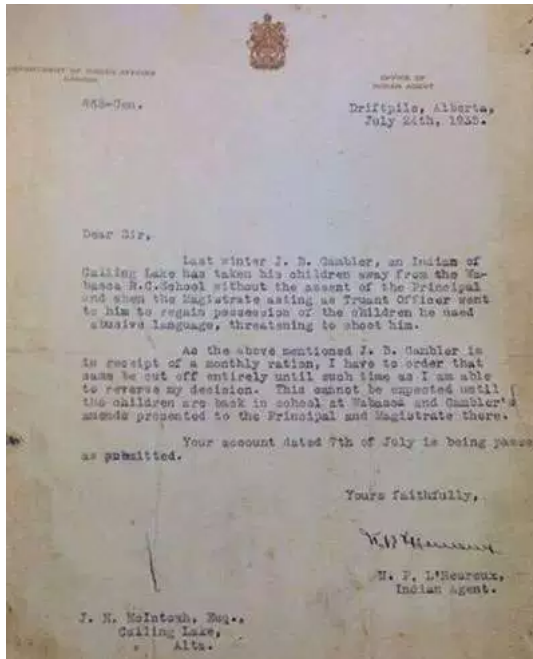 DEPARTMENT OF INDIAN AFFAIRS
CANADA
OFFICE OF
INDIAN AGENT
Driftpile, Alberta,
July 24th, 1935.
Dear Sir,
Last winter J. B. Gambler, an Indian of
Calling Lake has taken his children away from the Wa-
basca R.C.School without the assent of the Principal
and when the Magistrate acting as Truant Officer went
to him to regain possession of the children he used
abusive language, threatening to shoot him.
As the above mentioned J. B. Gambler is
in receipt of a monthly ration, I have to order that
same be cut off entirely until such time as I am able
to reverse my decision. This cannot be expected until
the children are back in school at Wabasca and Gambler's
amends presented to the Principal and Magistrate there.
Your account dated 7th of July is being passe
as submitted.
Yours faithfully,
N. P. L'Heureux,
Indian Agent.
J. N. McIntosh, Esq.,
Calling Lake,
Alta.